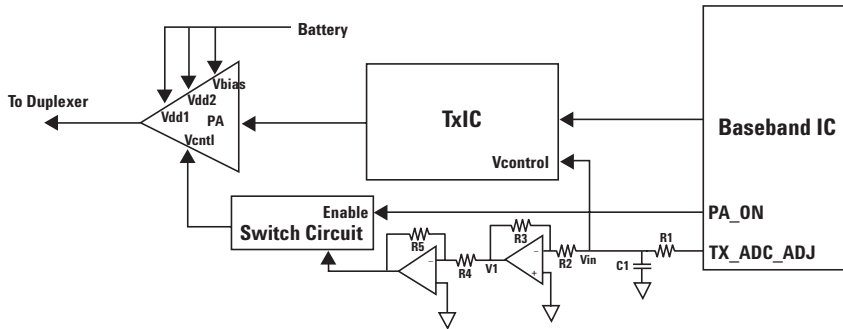 Battery
To Duplexer
Vbias
Vdd2
Vdd1
PA
Vcntl
TxIC
Vcontrol
Baseband IC
Enable
Switch Circuit
PA_ON
TX_ADC_ADJ
R5
R4
V1
R3
R2
Vin
C1
R1
-
-
+